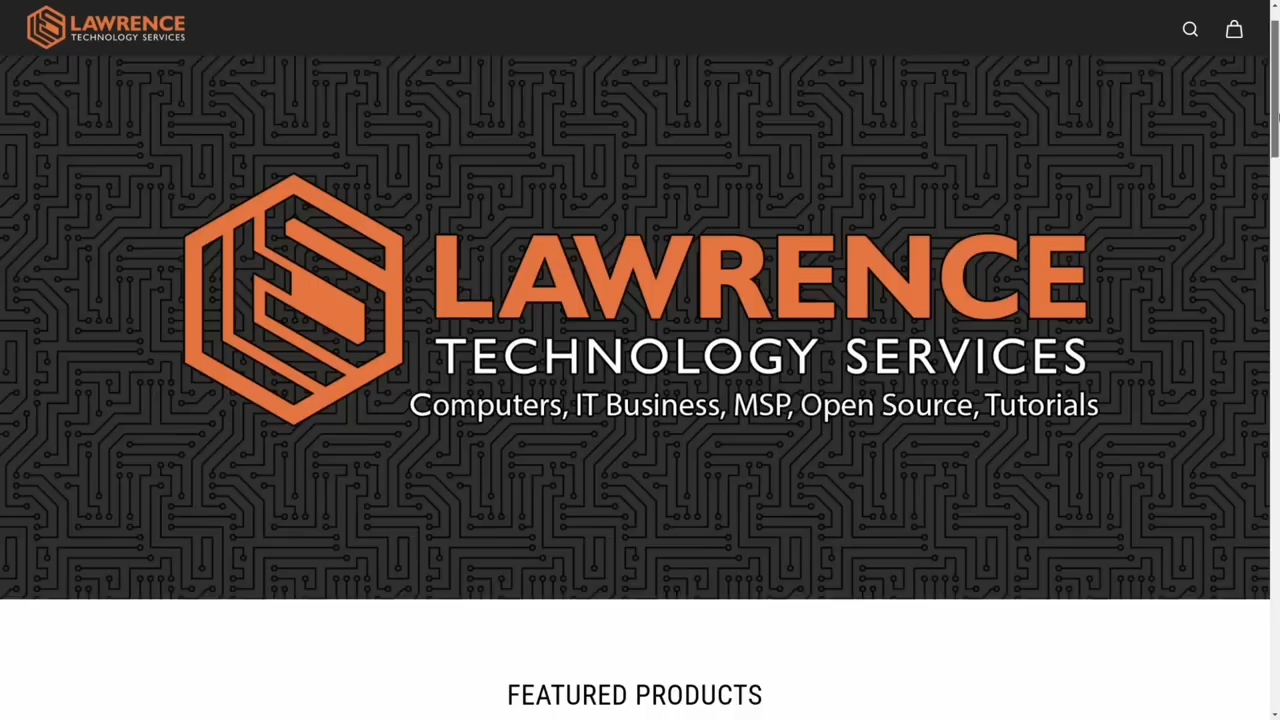 LAWRENCE
TECHNOLOGY SERVICES
LAWRENCE
TECHNOLOGY SERVICES
Computers, IT Business, MSP, Open Source, Tutorials
FEATURED PRODUCTS